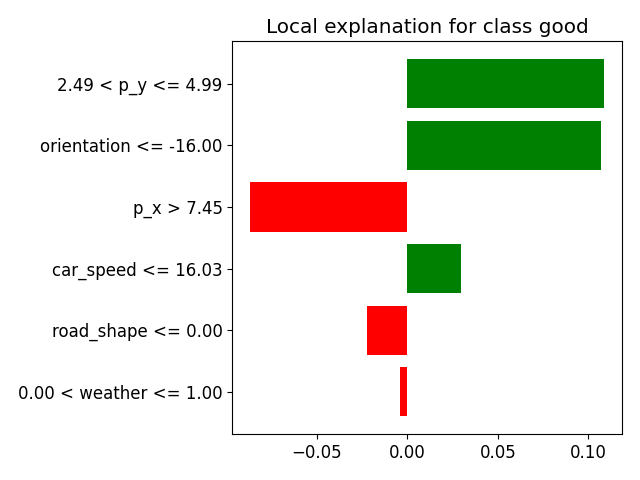 Local explanation for class good
2.49 < p_y <= 4.99
orientation <= -16.00
p_x > 7.45
car_speed <= 16.03
road_shape <= 0.00
0.00 < weather <= 1.00
−0.05 0.00 0.05 0.10